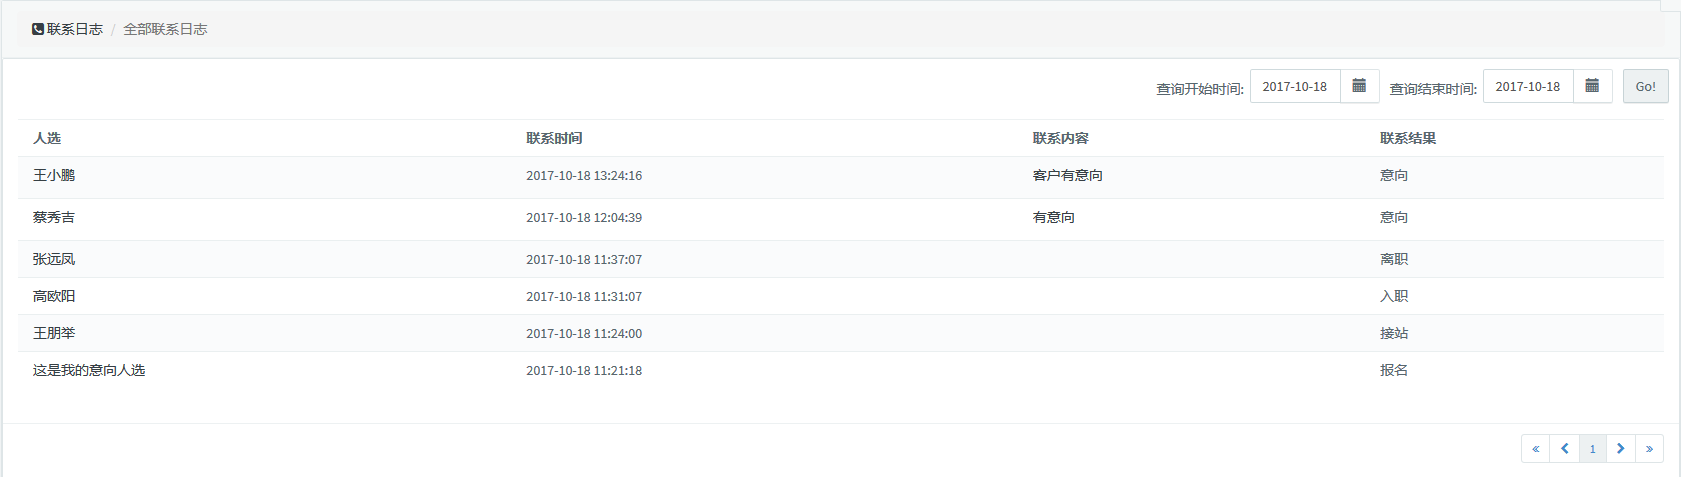 联系日志 / 全部联系日志
查询开始时间: 2017-10-18 查询结束时间: 2017-10-18 Go!
人选 联系时间 联系内容 联系结果
王小鹏 2017-10-18 13:24:16 客户有意向 意向
蔡秀吉 2017-10-18 12:04:39 有意向 意向
张远凤 2017-10-18 11:37:07 离职
高欧阳 2017-10-18 11:31:07 入职
王朋举 2017-10-18 11:24:00 接站
这是我的意向人选 2017-10-18 11:21:18 报名
« 1 »